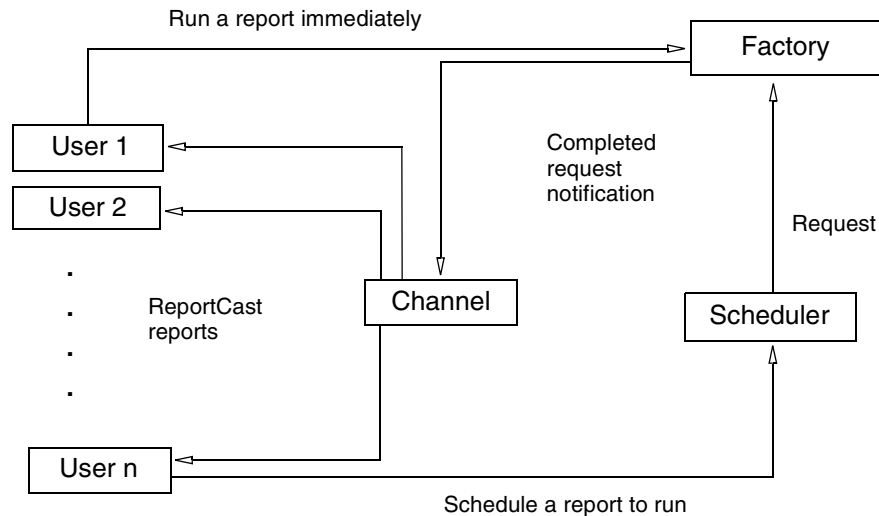 Run a report immediately
Factory
User 1
Completed
request
notification
User 2
Request
ReportCast
reports
Channel
Scheduler
User n
Schedule a report to run